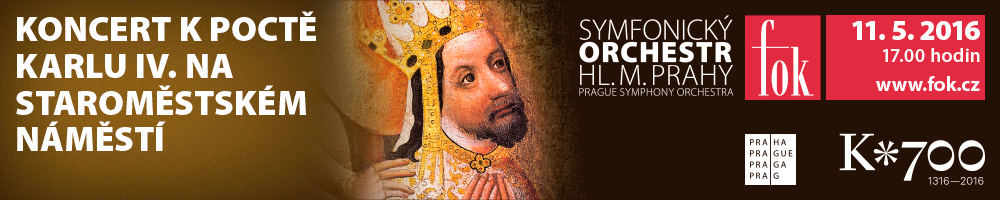 KONCERT K POCTĚ
KARLU IV. NA
STAROMĚSTSKÉM
NÁMĚSTÍ
SYMFONICKÝ
ORCHESTR
HL. M. PRAHY
PRAGUE SYMPHONY ORCHESTRA
fok
11. 5. 2016
17.00 hodin
www.fok.cz
PRA HA
PRA GUE
PRA GA
PRA G
K*700
1316—2016